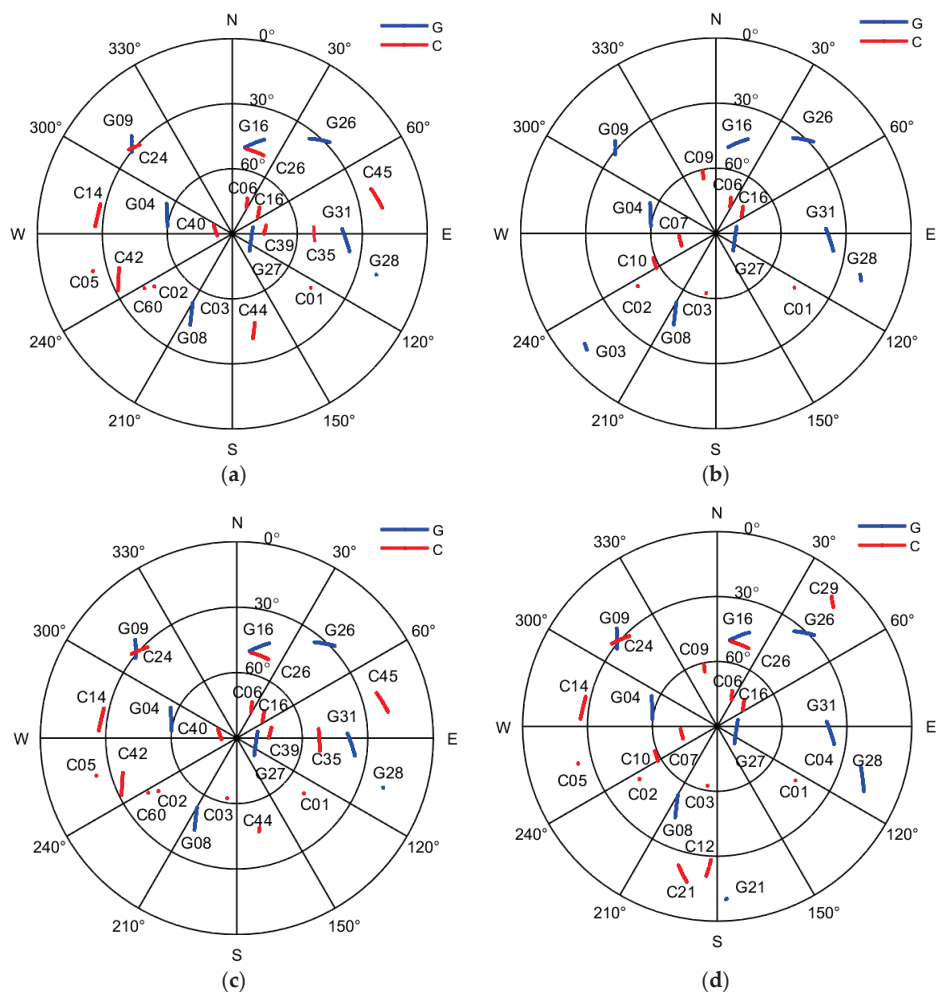 N
G
C
0°
330°
30°
30°
G09
G16
G26
300°
60°
C24
60°
C26
C45
C06
C14
C16
G04
G31
C40
W
E
C39
C35
C42
G27
G28
C05
C02
C03
C01
C60
C44
G08
240°
120°
210°
150°
S
(a)
N
G
C
0°
330°
30°
30°
G09
G16
G26
300°
60°
60°
C09
C06
C16
G04
C07
G31
W
E
C10
G27
G28
C02
C03
C01
G08
240°
120°
G03
210°
150°
S
(b)
N
G
C
0°
330°
30°
30°
G09
G16
G26
300°
60°
C24
60°
C26
C45
C06
C14
C16
G04
G31
C40
W
E
C39
C35
C42
G27
G28
C05
C02
C03
C01
C60
C44
G08
240°
120°
210°
150°
S
(c)
N
G
C
0°
330°
30°
C29
30°
G09
G16
G26
300°
60°
C24
60°
C26
C09
C06
C14
C16
G04
G31
W
E
C10
C07
G27
C04
G28
C05
C02
C03
C01
G08
C12
240°
120°
C21
G21
210°
150°
S
(d)